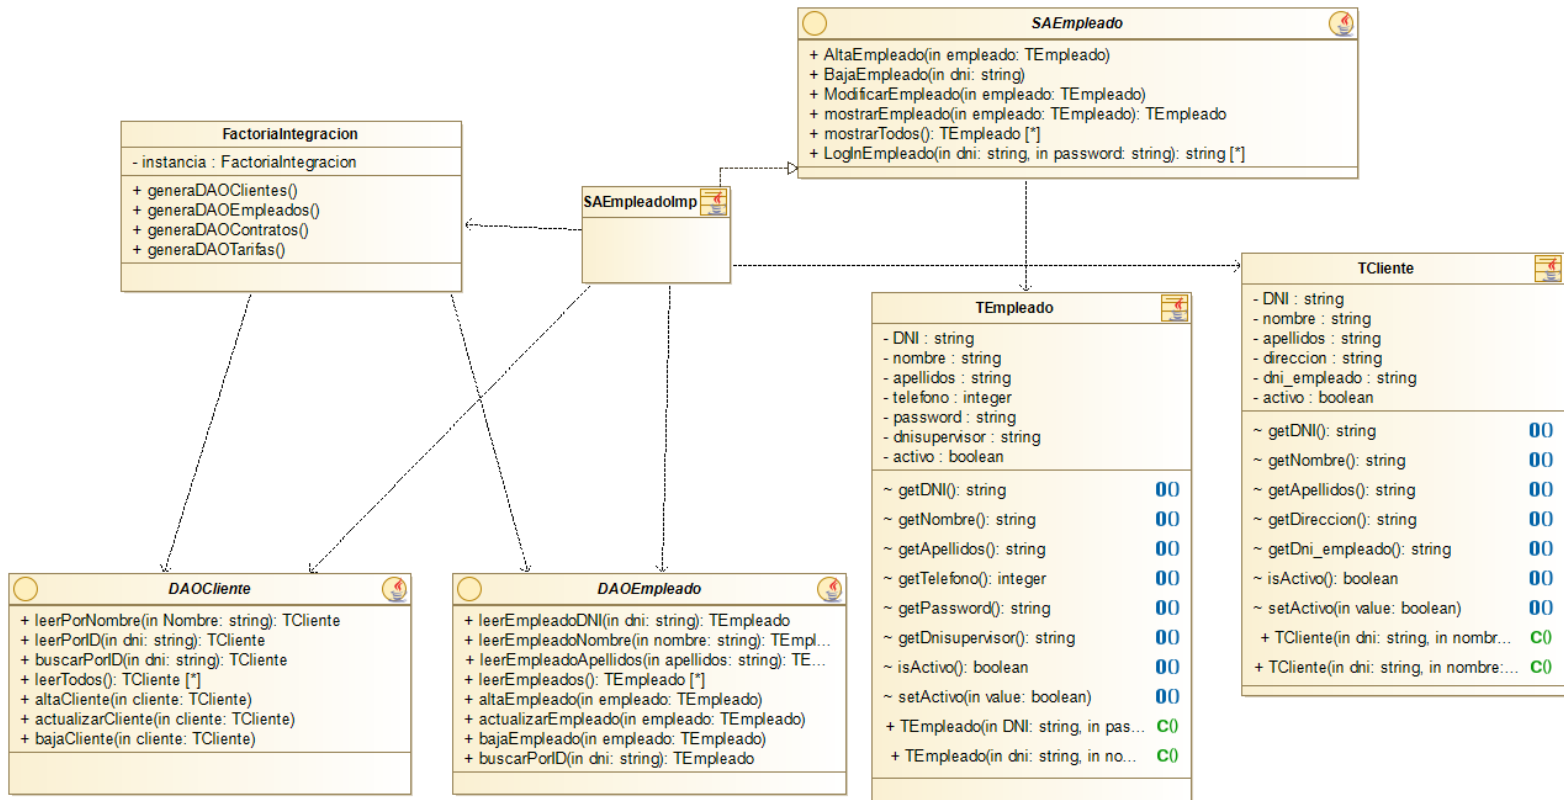 SAEmpleado
+ AltaEmpleado(in empleado: TEmpleado)
+ BajaEmpleado(in dni: string)
+ ModificarEmpleado(in empleado: TEmpleado)
+ mostrarEmpleado(in empleado: TEmpleado): TEmpleado
+ mostrarTodos(): TEmpleado [*]
+ LogInEmpleado(in dni: string, in password: string): string [*]
FactoriaIntegracion
- instancia : FactoriaIntegracion
+ generaDAOClientes()
+ generaDAOEmpleados()
+ generaDAOContratos()
+ generaDAOTarifas()
SAEmpleadoImp
TCliente
- DNI : string
- nombre : string
- apellidos : string
- direccion : string
- dni_empleado : string
- activo : boolean
~ getDNI(): string
~ getNombre(): string
~ getApellidos(): string
~ getDireccion(): string
~ getDni_empleado(): string
~ isActivo(): boolean
~ setActivo(in value: boolean)
+ TCliente(in dni: string, in nombr... C()
+ TCliente(in dni: string, in nombre:... C()
TEmpleado
- DNI : string
- nombre : string
- apellidos : string
- telefono : integer
- password : string
- dnisupervisor : string
- activo : boolean
~ getDNI(): string
~ getNombre(): string
~ getApellidos(): string
~ getTelefono(): integer
~ getPassword(): string
~ getDnisupervisor(): string
~ isActivo(): boolean
~ setActivo(in value: boolean)
+ TEmpleado(in DNI: string, in pas... C()
+ TEmpleado(in dni: string, in no... C()
DAOCliente
+ leerPorNombre(in Nombre: string): TCliente
+ leerPorID(in dni: string): TCliente
+ buscarPorID(in dni: string): TCliente
+ leerTodos(): TCliente [*]
+ altaCliente(in cliente: TCliente)
+ actualizarCliente(in cliente: TCliente)
+ bajaCliente(in cliente: TCliente)
DAOEmpleado
+ leerEmpleadoDNI(in dni: string): TEmpleado
+ leerEmpleadoNombre(in nombre: string): TEmpl...
+ leerEmpleadoApellidos(in apellidos: string): TE...
+ leerEmpleados(): TEmpleado [*]
+ altaEmpleado(in empleado: TEmpleado)
+ actualizarEmpleado(in empleado: TEmpleado)
+ bajaEmpleado(in empleado: TEmpleado)
+ buscarPorID(in dni: string): TEmpleado